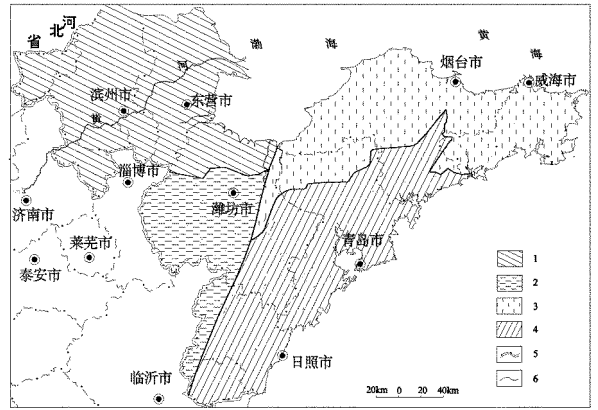 河
北
省
渤 海
黄 海
河
烟台市
威海市
滨州市
东营市
黄
淄博市
潍坊市
济南市
莱芜市
泰安市
青岛市
日照市
临沂市
1
2
3
4
5
6
20km 0 20 40km